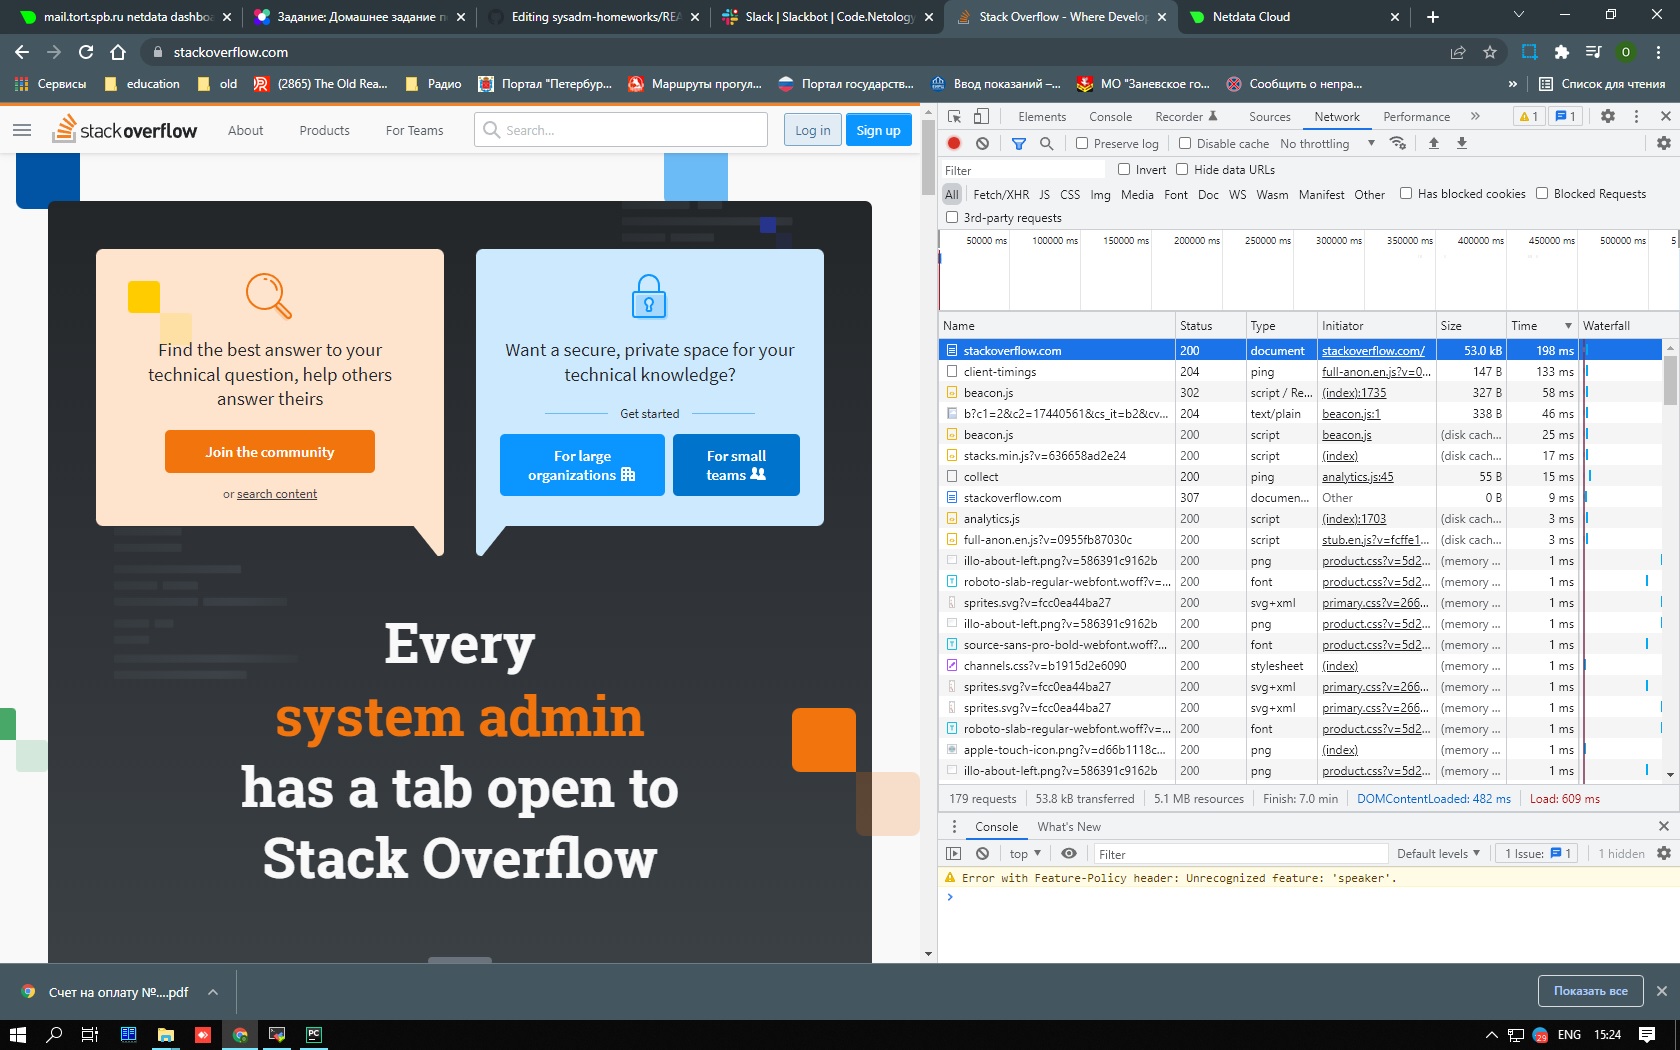 mail.tort.spb.ru netdata dashbo
Задание: Домашнее задание п
Editing sysadm-homeworks/REA
Slack | Slackbot | Code.Netology
Stack Overflow - Where Develop
Netdata Cloud
stackoverflow.com
О
Сервисы
education
old
(2865) The Old Rea...
Радио
Портал "Петербур...
Маршруты прогул...
Портал государств...
Ввод показаний –...
МО "Заневское го...
Сообщить о непра...
»
Список для чтения
stackoverflow
About
Products
For Teams
Search...
Log in
Sign up
Find the best answer to your
technical question, help others
answer theirs
Join the community
or search content
Want a secure, private space for your
technical knowledge?
Get started
For large
organizations
For small
teams
Every
system admin
has a tab open to
Stack Overflow
Elements Console Recorder Sources Network Performance » 1 1
Preserve log Disable cache No throttling
Filter Invert Hide data URLs
All Fetch/XHR JS CSS Img Media Font Doc WS Wasm Manifest Other Has blocked cookies Blocked Requests
3rd-party requests
50000 ms 100000 ms 150000 ms 200000 ms 250000 ms 300000 ms 350000 ms 400000 ms 450000 ms 500000 ms 5
Name Status Type Initiator Size Time Waterfall
stackoverflow.com 200 document stackoverflow.com/ 53.0 kB 198 ms
client-timings 204 ping full-anon.en.js?v=0... 147 B 133 ms
beacon.js 302 script / Re... (index):1735 327 B 58 ms
b?c1=2&c2=17440561&cs_it=b2&cv... 204 text/plain beacon.js:1 338 B 46 ms
beacon.js 200 script beacon.js (disk cach... 25 ms
stacks.min.js?v=636658ad2e24 200 script (index) (disk cach... 17 ms
collect 200 ping analytics.js:45 55 B 15 ms
stackoverflow.com 307 documen... Other 0 B 9 ms
analytics.js 200 script (index):1703 (disk cach... 3 ms
full-anon.en.js?v=0955fb87030c 200 script stub.en.js?v=fcffe1... (disk cach... 3 ms
illo-about-left.png?v=586391c9162b 200 png product.css?v=5d2... (memory ... 1 ms
roboto-slab-regular-webfont.woff?v=... 200 font product.css?v=5d2... (memory ... 1 ms
sprites.svg?v=fcc0ea44ba27 200 svg+xml primary.css?v=266... (memory ... 1 ms
illo-about-left.png?v=586391c9162b 200 png product.css?v=5d2... (memory ... 1 ms
source-sans-pro-bold-webfont.woff?... 200 font product.css?v=5d2... (memory ... 1 ms
channels.css?v=b1915d2e6090 200 stylesheet (index) (memory ... 1 ms
sprites.svg?v=fcc0ea44ba27 200 svg+xml primary.css?v=266... (memory ... 1 ms
sprites.svg?v=fcc0ea44ba27 200 svg+xml primary.css?v=266... (memory ... 1 ms
roboto-slab-regular-webfont.woff?v=... 200 font product.css?v=5d2... (memory ... 1 ms
apple-touch-icon.png?v=d66b1118c... 200 png (index) (memory ... 1 ms
illo-about-left.png?v=586391c9162b 200 png product.css?v=5d2... (memory ... 1 ms
179 requests 53.8 kB transferred 5.1 MB resources Finish: 7.0 min DOMContentLoaded: 482 ms Load: 609 ms
Console What's New
top Filter Default levels 1 Issue: 1 1 hidden
Error with Feature-Policy header: Unrecognized feature: 'speaker'.
Счет на оплату №....pdf
Показать все
PC
29
ENG
15:24